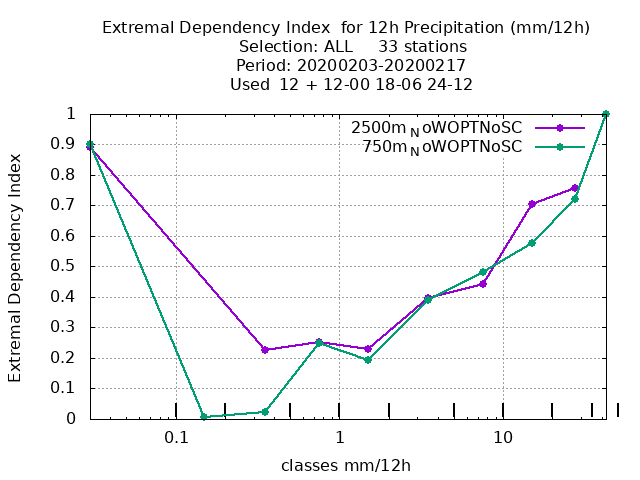 Extremal Dependency Index  for 12h Precipitation (mm/12h)
Selection: ALL     33 stations
Period: 20200203-20200217
Used  12 + 12-00 18-06 24-12
2500m_NoWOPTNoSC
750m_NoWOPTNoSC
1
0.9
0.8
0.7
0.6
0.5
0.4
0.3
0.2
0.1
0
Extremal Dependency Index
0.1 1 10
classes mm/12h